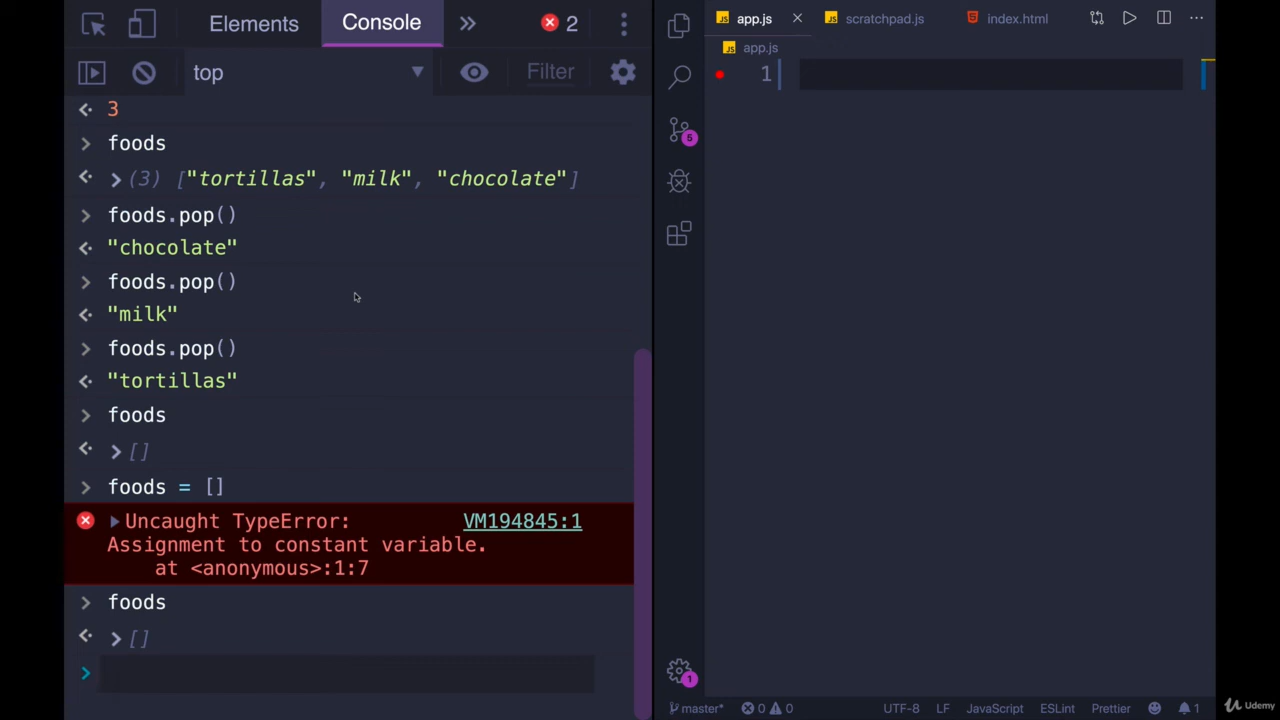 Elements Console 2
top Filter
3
foods
(3) ["tortillas", "milk", "chocolate"]
foods.pop()
"chocolate"
foods.pop()
"milk"
foods.pop()
"tortillas"
foods
[]
foods = []
Uncaught TypeError: VM194845:1
Assignment to constant variable.
at <anonymous>:1:7
foods
[]
JS app.js JS scratchpad.js index.html
JS app.js
1
5
1
master* 0 0 UTF-8 LF JavaScript ESLint Prettier 1
Udemy